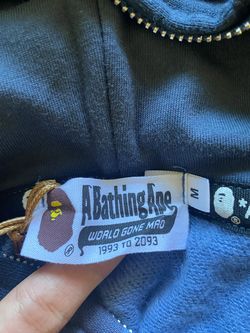 A Bathing Ape
WORLD GONE MAD
1993 TO 2093
M
®